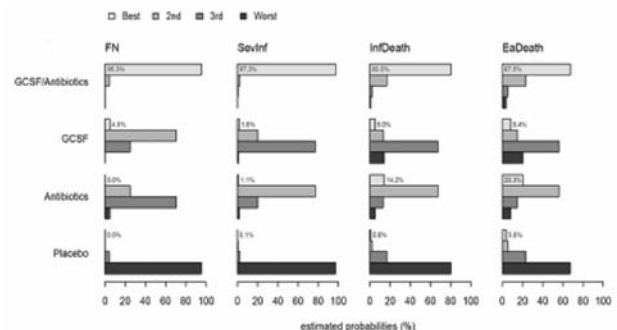 Best 2nd 3rd Worst
FN SevInf InfDeath EaDeath
GCSF/Antibiotics 95.3% 97.3% 80.0% 67.5%
GCSF 4.6% 1.6% 5.0% 8.4%
Antibiotics 0.0% 1.1% 14.2% 20.3%
Placebo 0.0% 0.1% 0.8% 3.8%
0 20 40 60 80 100 0 20 40 60 80 100 0 20 40 60 80 100 0 20 40 60 80 100
estimated probabilities (%)